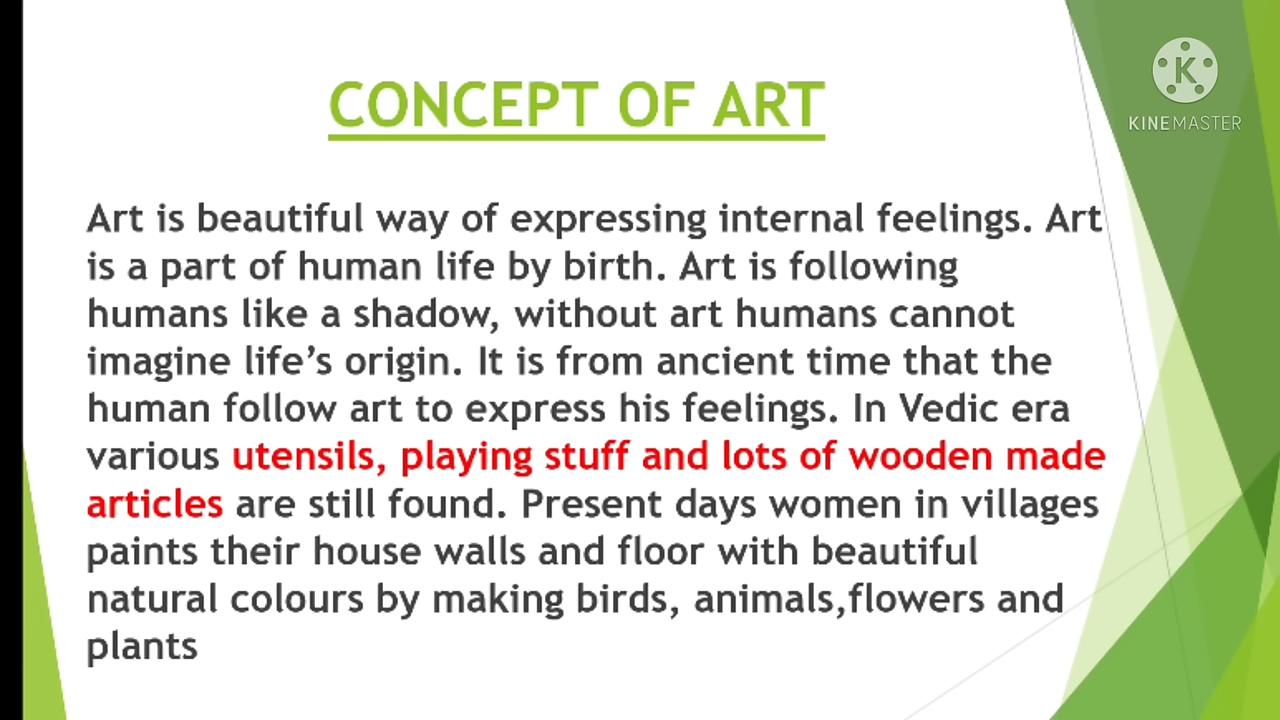 CONCEPT OF ART
KINEMASTER
Art is beautiful way of expressing internal feelings. Art
is a part of human life by birth. Art is following
humans like a shadow, without art humans cannot
imagine life’s origin. It is from ancient time that the
human follow art to express his feelings. In Vedic era
various utensils, playing stuff and lots of wooden made
articles are still found. Present days women in villages
paints their house walls and floor with beautiful
natural colours by making birds, animals,flowers and
plants